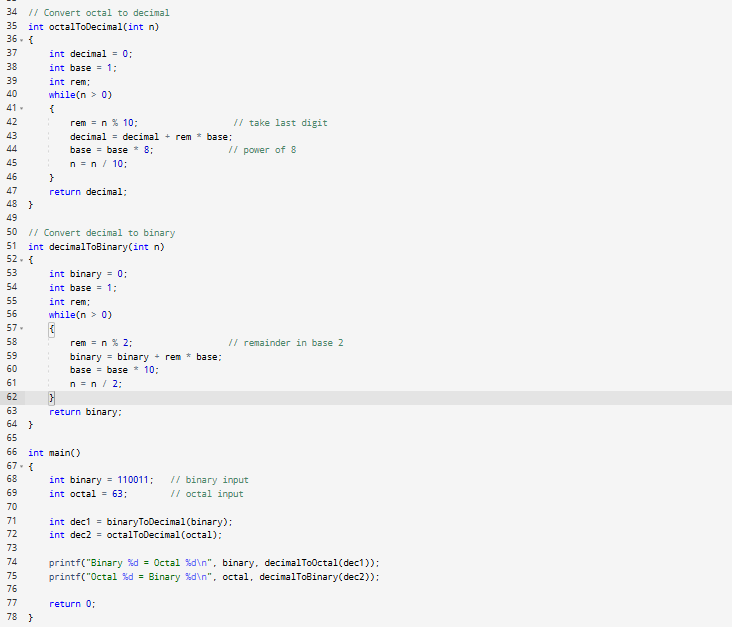 34 // Convert octal to decimal
35 int octalToDecimal(int n)
36 {
37 int decimal = 0;
38 int base = 1;
39 int rem;
40 while(n > 0)
41 {
42 rem = n % 10; // take last digit
43 decimal = decimal + rem * base;
44 base = base * 8; // power of 8
45 n = n / 10;
46 }
47 return decimal;
48 }
49
50 // Convert decimal to binary
51 int decimalToBinary(int n)
52 {
53 int binary = 0;
54 int base = 1;
55 int rem;
56 while(n > 0)
57 {
58 rem = n % 2; // remainder in base 2
59 binary = binary + rem * base;
60 base = base * 10;
61 n = n / 2;
62 }
63 return binary;
64 }
65
66 int main()
67 {
68 int binary = 110011; // binary input
69 int octal = 63; // octal input
70
71 int dec1 = binaryToDecimal(binary);
72 int dec2 = octalToDecimal(octal);
73
74 printf("Binary %d = Octal %d\n", binary, decimalToOctal(dec1));
75 printf("Octal %d = Binary %d\n", octal, decimalToBinary(dec2));
76
77 return 0;
78 }